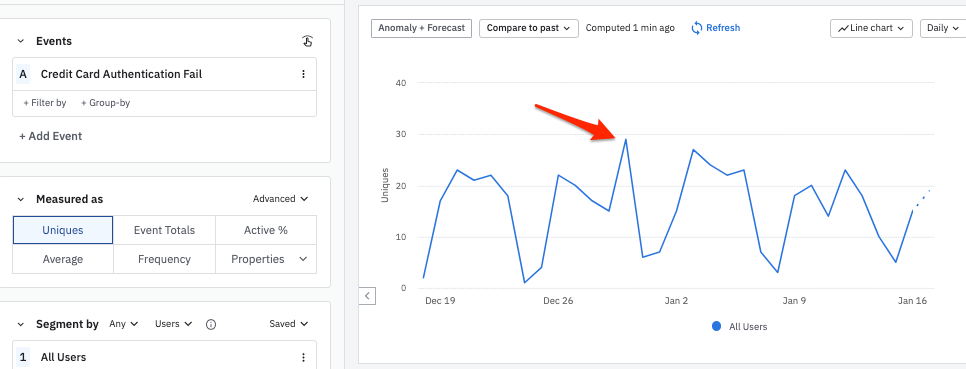 Events
A Credit Card Authentication Fail
+ Filter by + Group-by
+ Add Event
Measured as Advanced
Uniques Event Totals Active %
Average Frequency Properties
Segment by Any Users Saved
1 All Users
Anomaly + Forecast Compare to past Computed 1 min ago Refresh Line chart Daily
40
30
20
10
0
Uniques
Dec 19 Dec 26 Jan 2 Jan 9 Jan 16
All Users